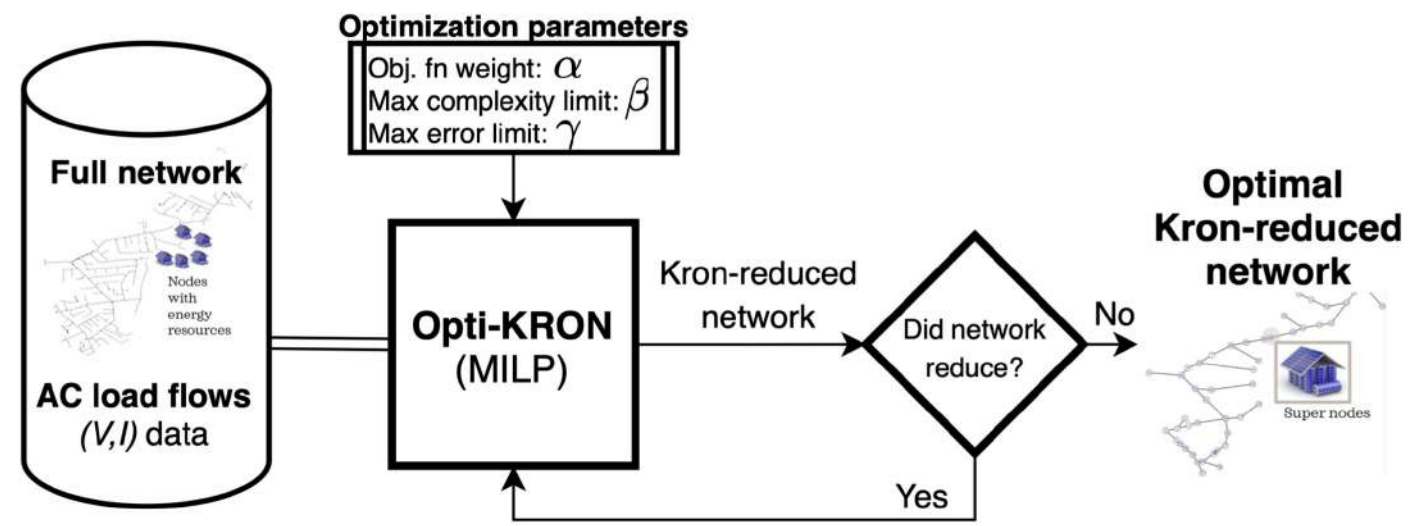 Optimization parameters
Obj. fn weight: α
Max complexity limit: β
Max error limit: γ
Full network
Nodes
with
energy
resources
AC load flows
(V,I) data
Opti-KRON
(MILP)
Kron-reduced
network
Did network
reduce?
No
Yes
Optimal
Kron-reduced
network
Super nodes